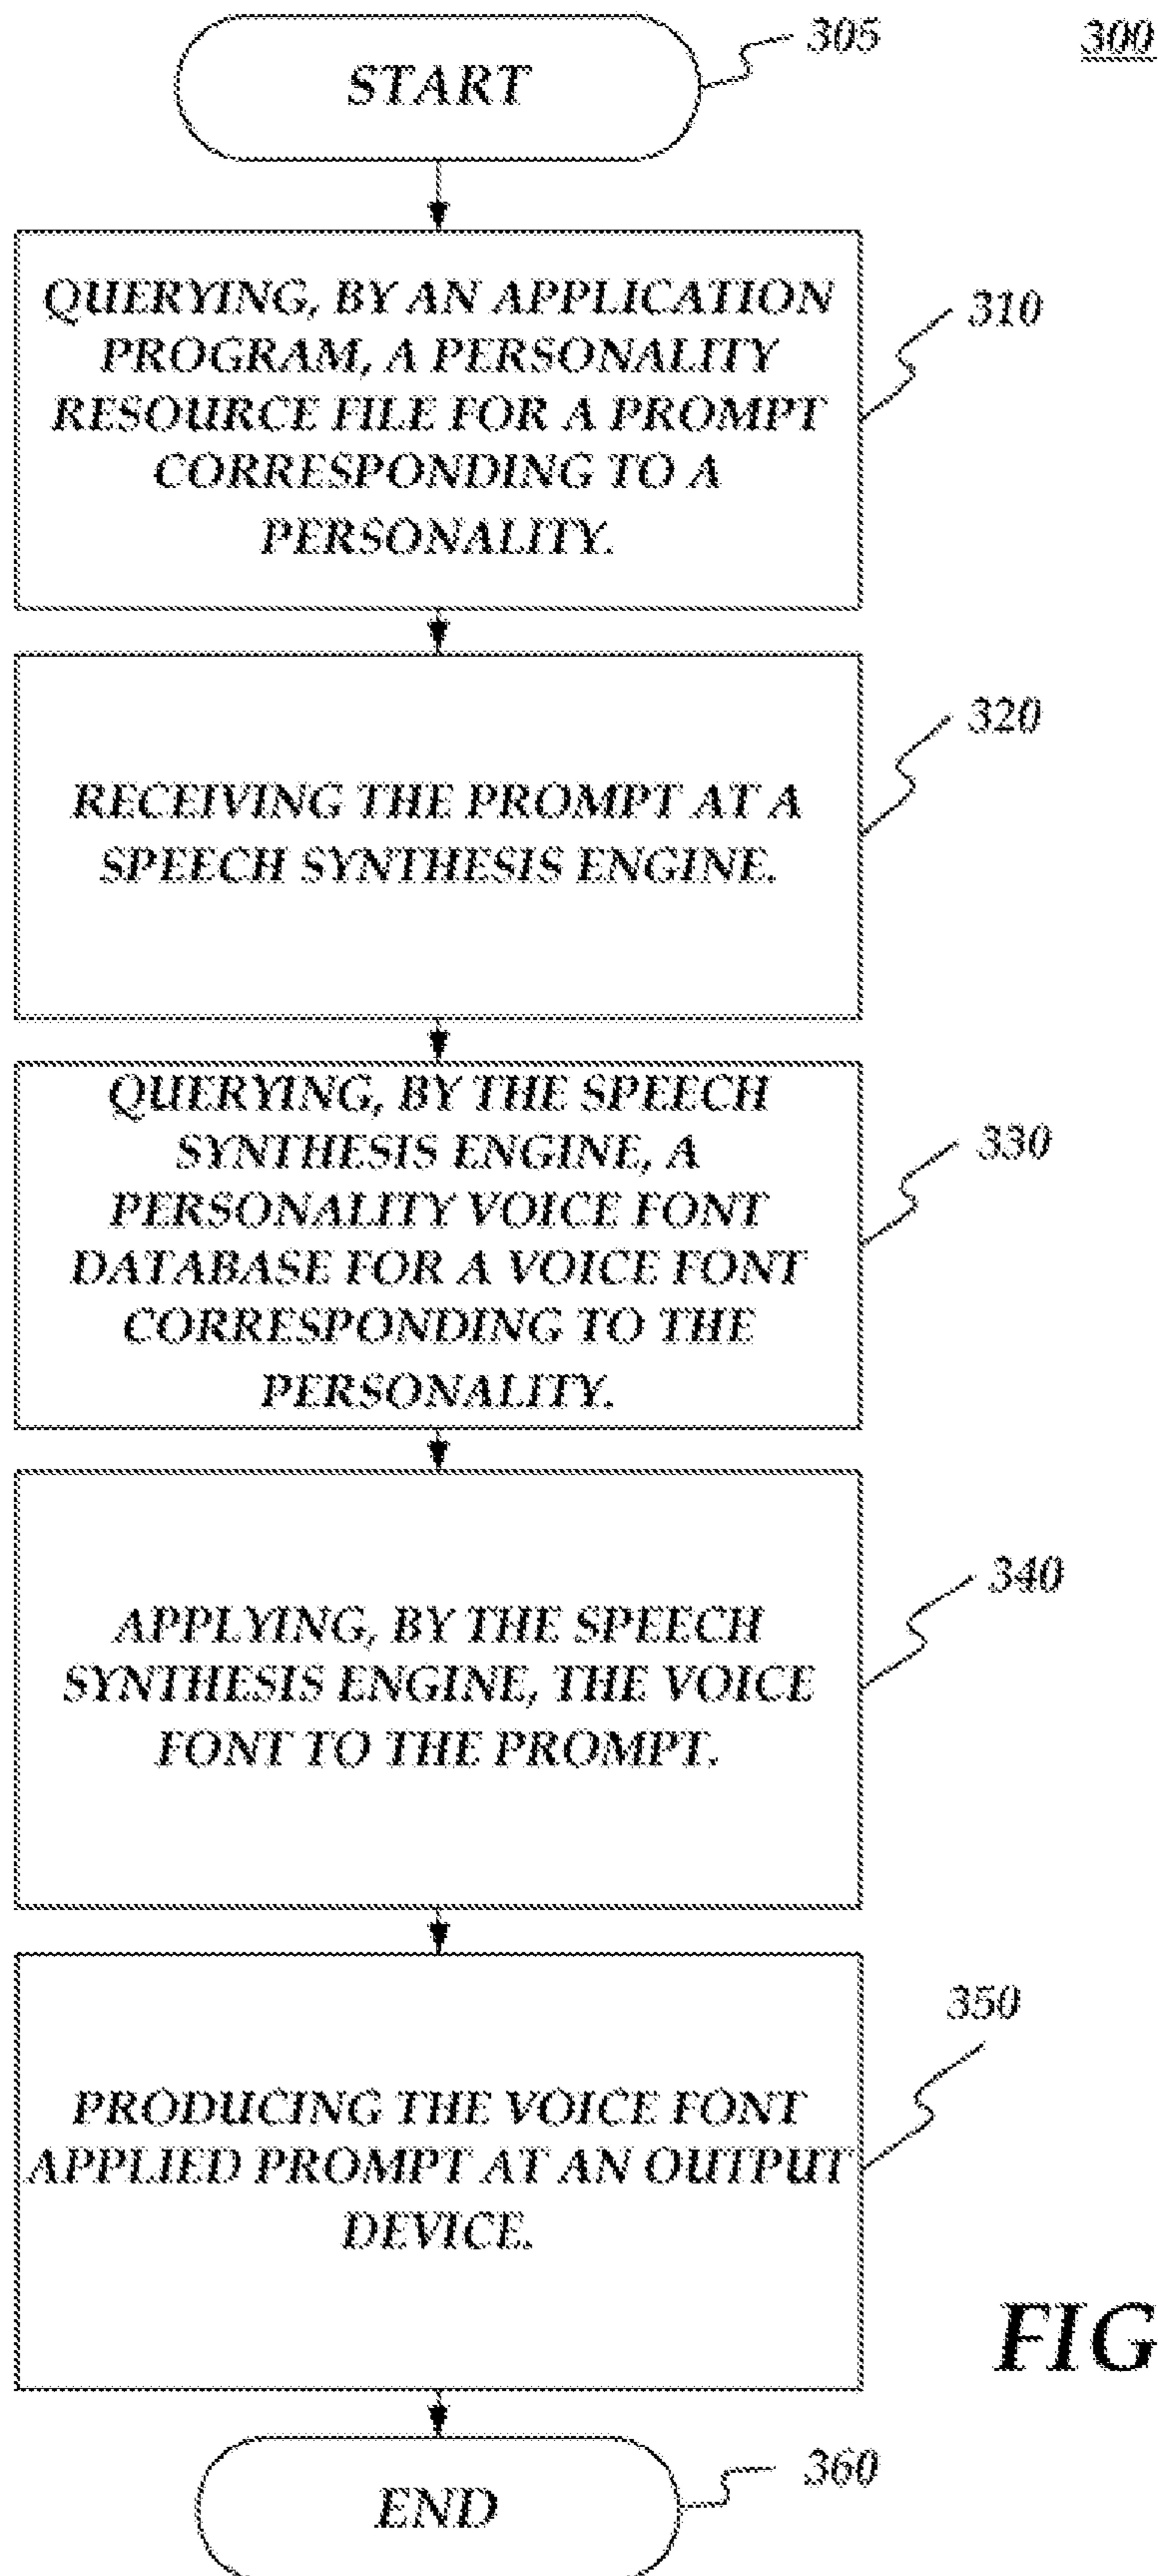 START
305
300
QUERYING, BY AN APPLICATION
PROGRAM, A PERSONALITY
RESOURCE FILE FOR A PROMPT
CORRESPONDING TO A
PERSONALITY.
310
RECEIVING THE PROMPT AT A
SPEECH SYNTHESIS ENGINE.
320
QUERYING, BY THE SPEECH
SYNTHESIS ENGINE, A
PERSONALITY VOICE FONT
DATABASE FOR A VOICE FONT
CORRESPONDING TO THE
PERSONALITY.
330
APPLYING, BY THE SPEECH
SYNTHESIS ENGINE, THE VOICE
FONT TO THE PROMPT.
340
PRODUCING THE VOICE FONT
APPLIED PROMPT AT AN OUTPUT
DEVICE.
350
FIG
END
360